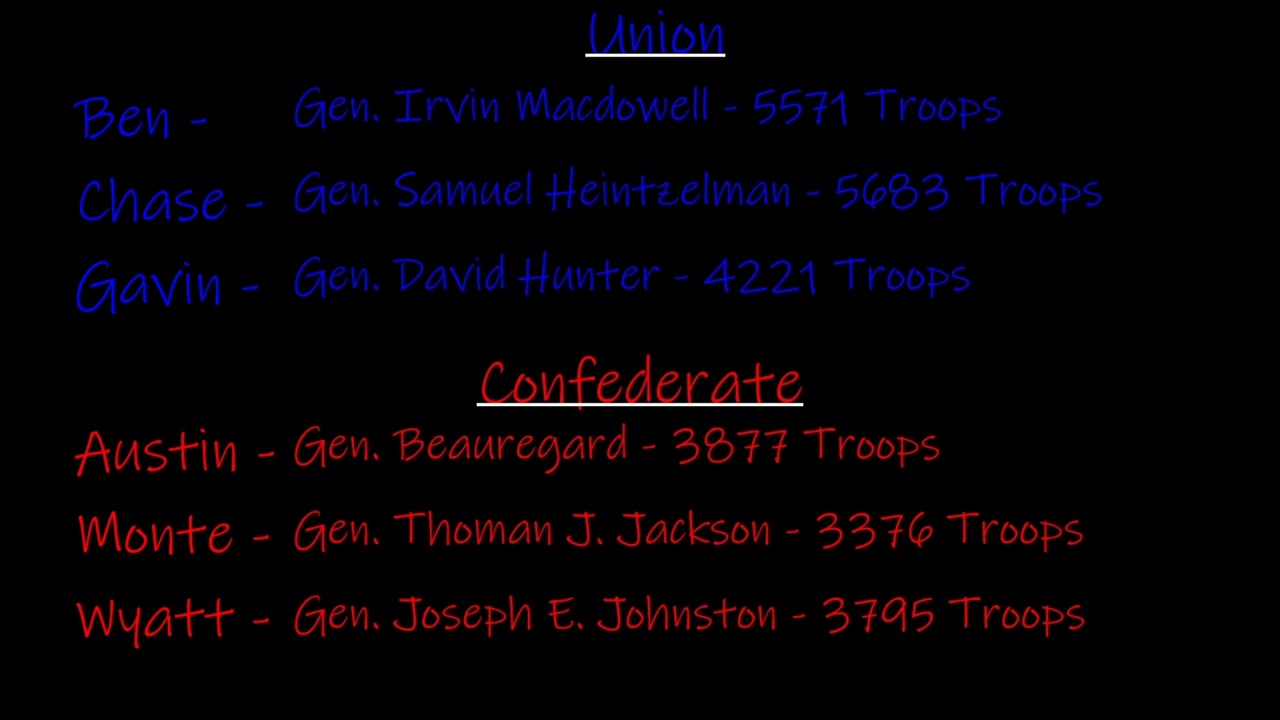 Union
Ben - Gen. Irvin Macdowell - 5571 Troops
Chase - Gen. Samuel Heintzelman - 5683 Troops
Gavin - Gen. David Hunter - 4221 Troops
Confederate
Austin - Gen. Beauregard - 3877 Troops
Monte - Gen. Thoman J. Jackson - 3376 Troops
Wyatt - Gen. Joseph E. Johnston - 3795 Troops